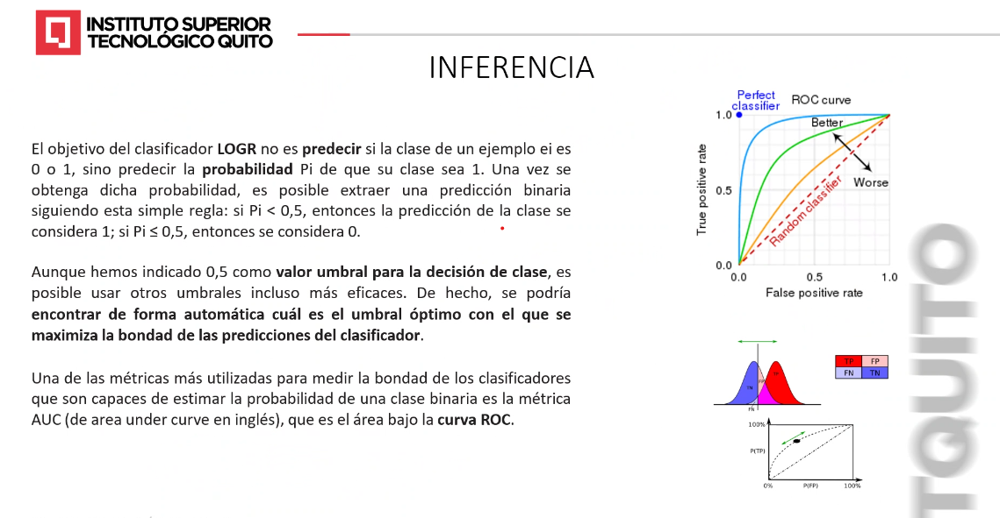 INSTITUTO SUPERIOR
TECNOLÓGICO QUITO
INFERENCIA
El objetivo del clasificador LOGR no es predecir si la clase de un ejemplo ei es
0 o 1, sino predecir la probabilidad Pi de que su clase sea 1. Una vez se
obtenga dicha probabilidad, es posible extraer una predicción binaria
siguiendo esta simple regla: si Pi < 0,5, entonces la predicción de la clase se
considera 1; si Pi ≤ 0,5, entonces se considera 0.
Aunque hemos indicado 0,5 como valor umbral para la decisión de clase, es
posible usar otros umbrales incluso más eficaces. De hecho, se podría
encontrar de forma automática cuál es el umbral óptimo con el que se
maximiza la bondad de las predicciones del clasificador.
Una de las métricas más utilizadas para medir la bondad de los clasificadores
que son capaces de estimar la probabilidad de una clase binaria es la métrica
AUC (de area under curve en inglés), que es el área bajo la curva ROC.
Perfect
classifier
ROC curve
1.0
Better
Worse
Random classifier
True positive rate
0.5
0.0
0.0
0.5
1.0
False positive rate
TN
FP
TP
FN
TP
FP
FN
TN
100%
P(TP)
0%
P(FP)
100%
TQUITO